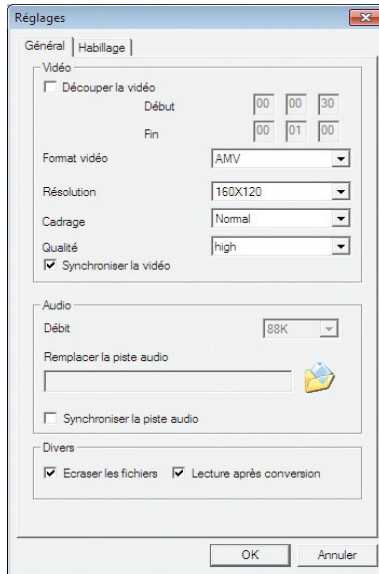 Réglages
Général Habillage
Vidéo
Découper la vidéo
Début 00 00 30
Fin 00 01 00
Format vidéo AMV
Résolution 160X120
Cadrage Normal
Qualité high
Synchroniser la vidéo
Audio
Débit 88K
Remplacer la piste audio
Synchroniser la piste audio
Divers
Ecraser les fichiers Lecture après conversion
OK Annuler